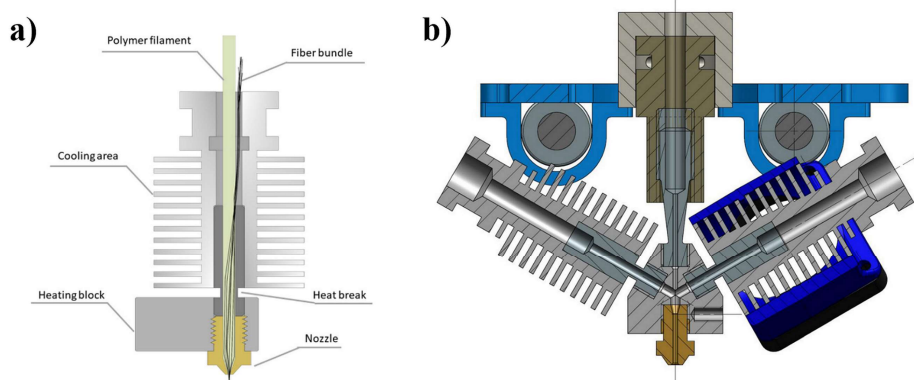 a)
b)
Polymer filament
Fiber bundle
Cooling area
Heating block
Heat break
Nozzle